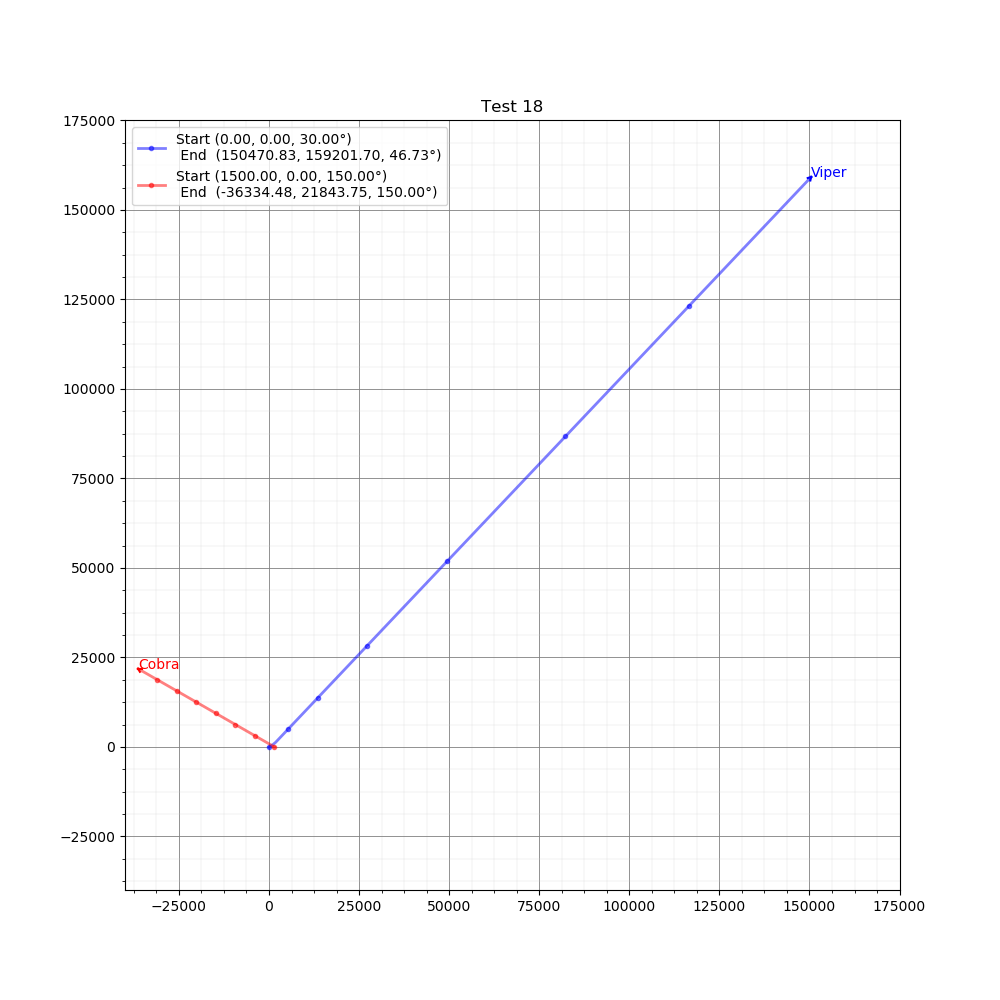 Test 18
175000
150000
125000
100000
75000
50000
25000
0
−25000
Start (0.00, 0.00, 30.00°)
End (150470.83, 159201.70, 46.73°)
Start (1500.00, 0.00, 150.00°)
End (-36334.48, 21843.75, 150.00°)
Viper
Cobra
−25000 0 25000 50000 75000 100000 125000 150000 175000